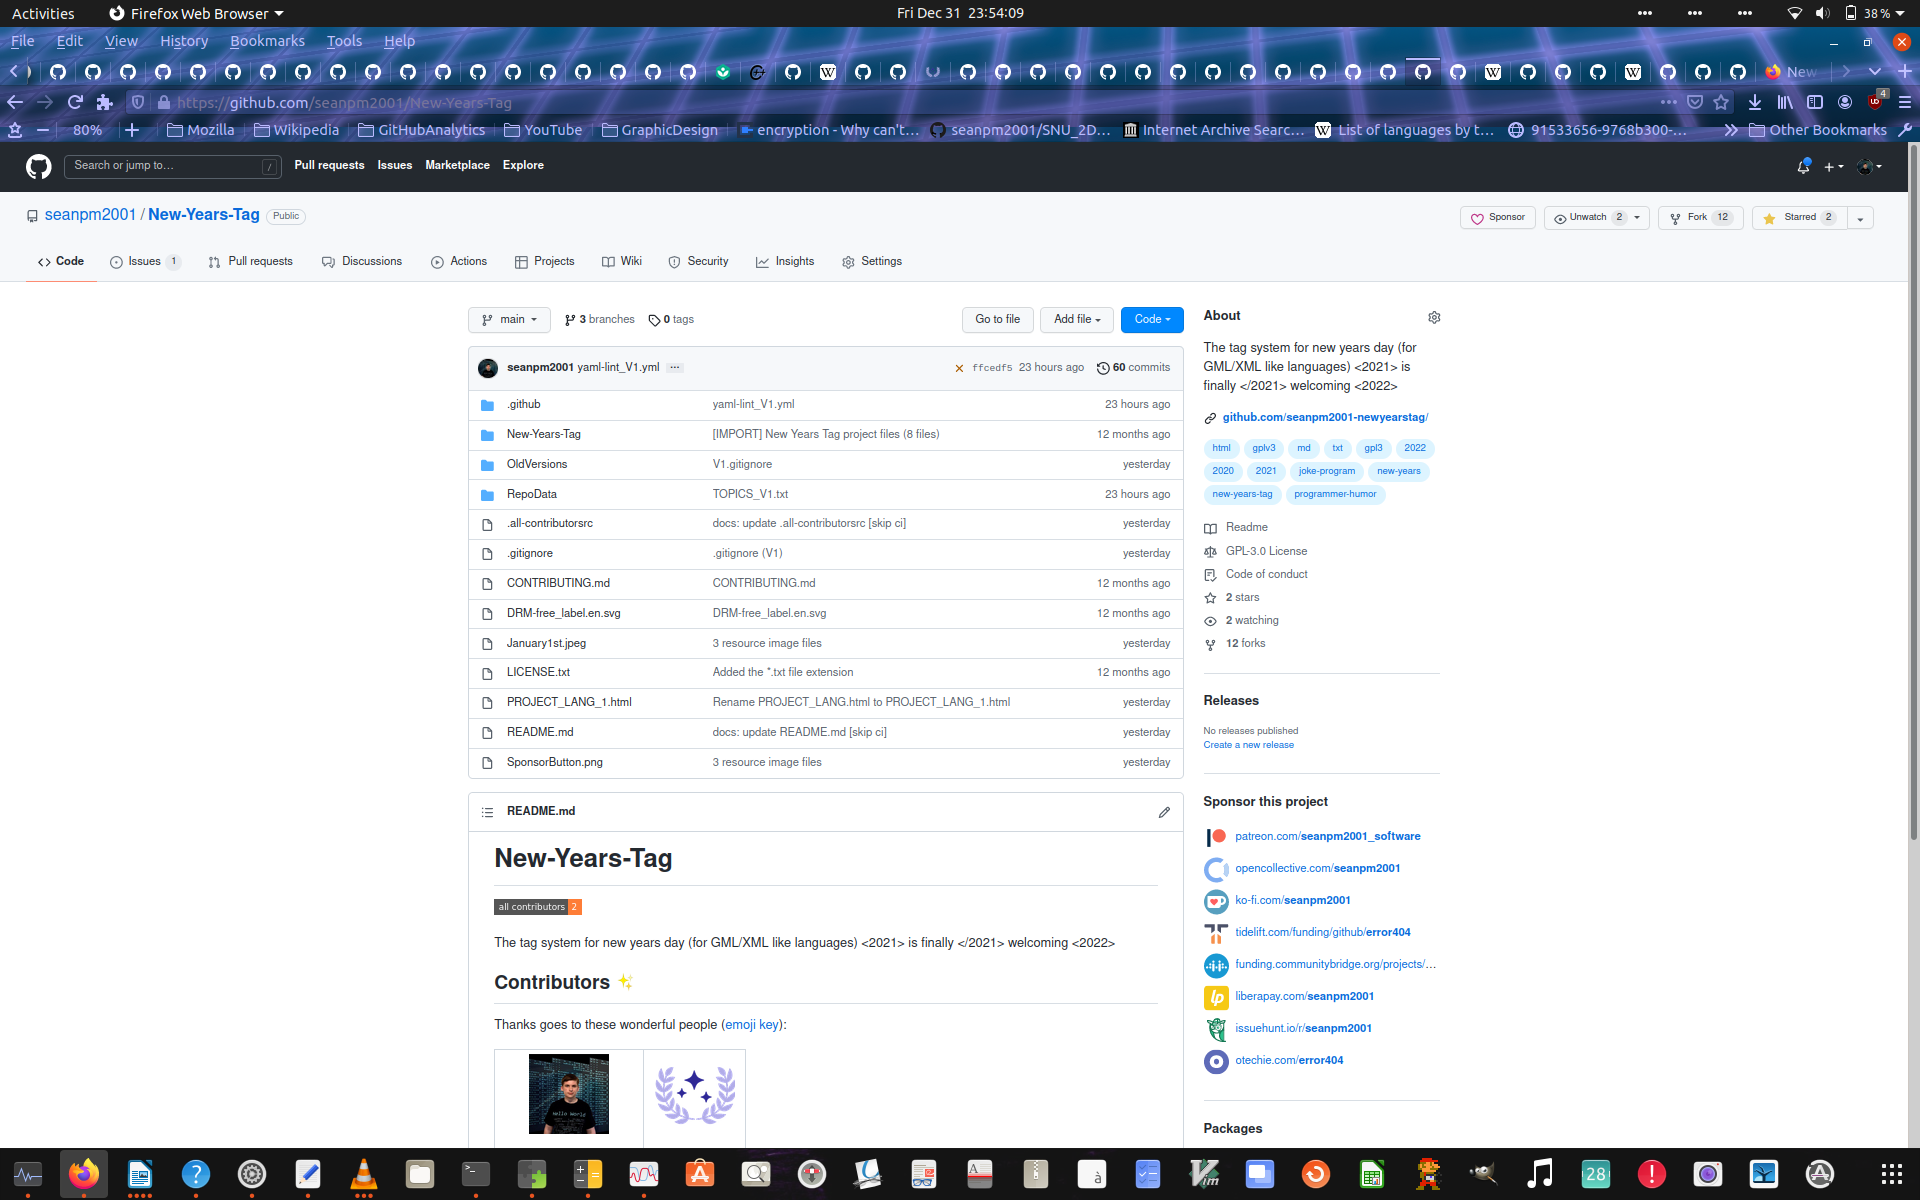 Activities Firefox Web Browser Fri Dec 31 23:54:09 38 %
File Edit View History Bookmarks Tools Help
New
https://github.com/seanpm2001/New-Years-Tag 4
80% Mozilla Wikipedia GitHubAnalytics YouTube GraphicDesign encryption - Why can't... seanpm2001/SNU_2D... Internet Archive Searc... List of languages by t... 91533656-9768b300-... Other Bookmarks
Search or jump to... / Pull requests Issues Marketplace Explore
seanpm2001 / New-Years-Tag Public Sponsor Unwatch 2 Fork 12 Starred 2
Code Issues 1 Pull requests Discussions Actions Projects Wiki Security Insights Settings
main 3 branches 0 tags Go to file Add file Code
seanpm2001 yaml-lint_V1.yml ... ffcedf5 23 hours ago 60 commits
.github yaml-lint_V1.yml 23 hours ago
New-Years-Tag [IMPORT] New Years Tag project files (8 files) 12 months ago
OldVersions V1.gitignore yesterday
RepoData TOPICS_V1.txt 23 hours ago
.all-contributorsrc docs: update .all-contributorsrc [skip ci] yesterday
.gitignore .gitignore (V1) yesterday
CONTRIBUTING.md CONTRIBUTING.md 12 months ago
DRM-free_label.en.svg DRM-free_label.en.svg 12 months ago
January1st.jpeg 3 resource image files yesterday
LICENSE.txt Added the *.txt file extension 12 months ago
PROJECT_LANG_1.html Rename PROJECT_LANG.html to PROJECT_LANG_1.html yesterday
README.md docs: update README.md [skip ci] yesterday
SponsorButton.png 3 resource image files yesterday
README.md
New-Years-Tag
all contributors 2
The tag system for new years day (for GML/XML like languages) <2021> is finally </2021> welcoming <2022>
Contributors ✨
Thanks goes to these wonderful people (emoji key):
Hello World
About
The tag system for new years day (for
GML/XML like languages) <2021> is
finally </2021> welcoming <2022>
github.com/seanpm2001-newyearstag/
html gplv3 md txt gpl3 2022
2020 2021 joke-program new-years
new-years-tag programmer-humor
Readme
GPL-3.0 License
Code of conduct
2 stars
2 watching
12 forks
Releases
No releases published
Create a new release
Sponsor this project
patreon.com/seanpm2001_software
opencollective.com/seanpm2001
ko-fi.com/seanpm2001
tidelift.com/funding/github/error404
funding.communitybridge.org/projects/...
lp liberapay.com/seanpm2001
issuehunt.io/r/seanpm2001
otechie.com/error404
Packages
28